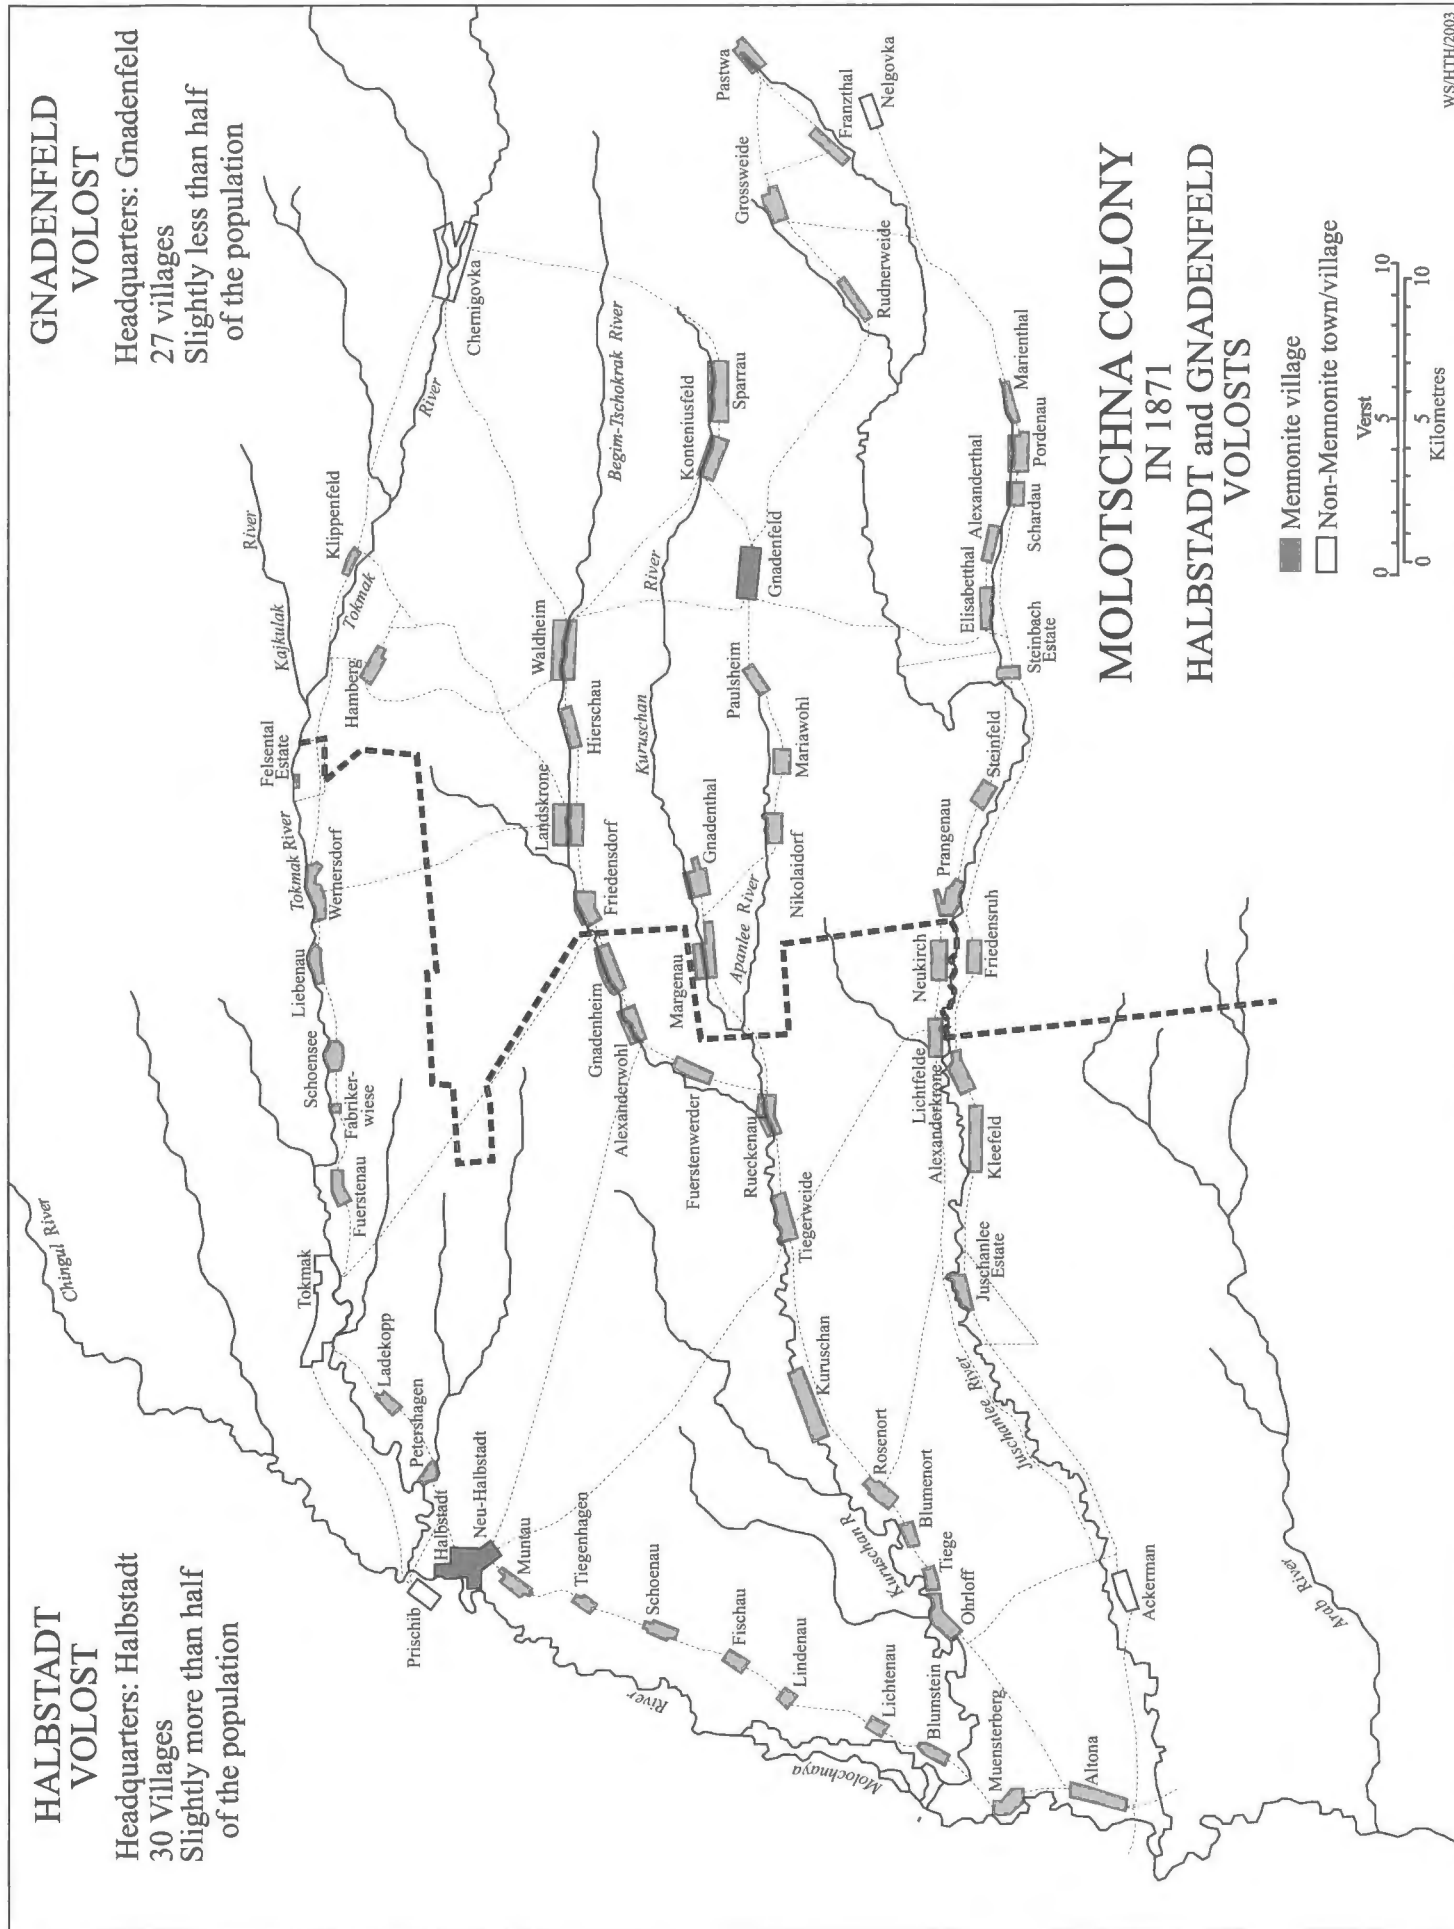 HALBSTADT
VOLOST
Headquarters: Halbstadt
30 Villages
Slightly more than half
of the population
GNADENFELD
VOLOST
Headquarters: Gnadenfeld
27 villages
Slightly less than half
of the population
Chingul River
Tokmak
Ladekopp
Petershagen
Fuerstenau
Fabriker-
wiese
Schoensee
Liebenau
Wernersdorf
Tokmak River
Felsental
Estate
Kajkulak
River
Hamberg
Klippenfeld
Tokmak
River
Chernigovka
Prischib
Halbstadt
Neu-Halbstadt
Muntau
Tiegenhagen
Schoenau
Fischau
Lindenau
Lichtenau
Blumstein
Muensterberg
Altona
Molochnaya
River
Gnadenheim
Alexanderwohl
Fuerstenwerder
Rueckenau
Tiegerweide
Kuruschan
Rosenort
Blumenort
Tiege
Ohrloff
Kuruschan R
Friedensdorf
Landskrone
Hierschau
Waldheim
Begim-Tschokrak River
Margenau
Gnadenthal
Kuruschan
River
Konteniusfeld
Sparrau
Apanlee River
Nikolaidorf
Mariawohl
Paulsheim
Gnadenfeld
Grossweide
Pastwa
Franzthal
Nelgovka
Rudnerweide
Lichtfelde
Alexanderkrone
Kleefeld
Neukirch
Friedensruh
Prangenau
Steinfeld
Steinbach
Estate
Elisabetthal
Alexanderthal
Schardau
Pordenau
Marienthal
Juschanlee
Estate
Juschanlee
River
Ackerman
Arab
River
MOLOTSCHNA COLONY
IN 1871
HALBSTADT and GNADENFELD
VOLOSTS
Mennonite village
Non-Mennonite town/village
Verst
0 5 10
0 5 10
Kilometres
WS/HTH/2003